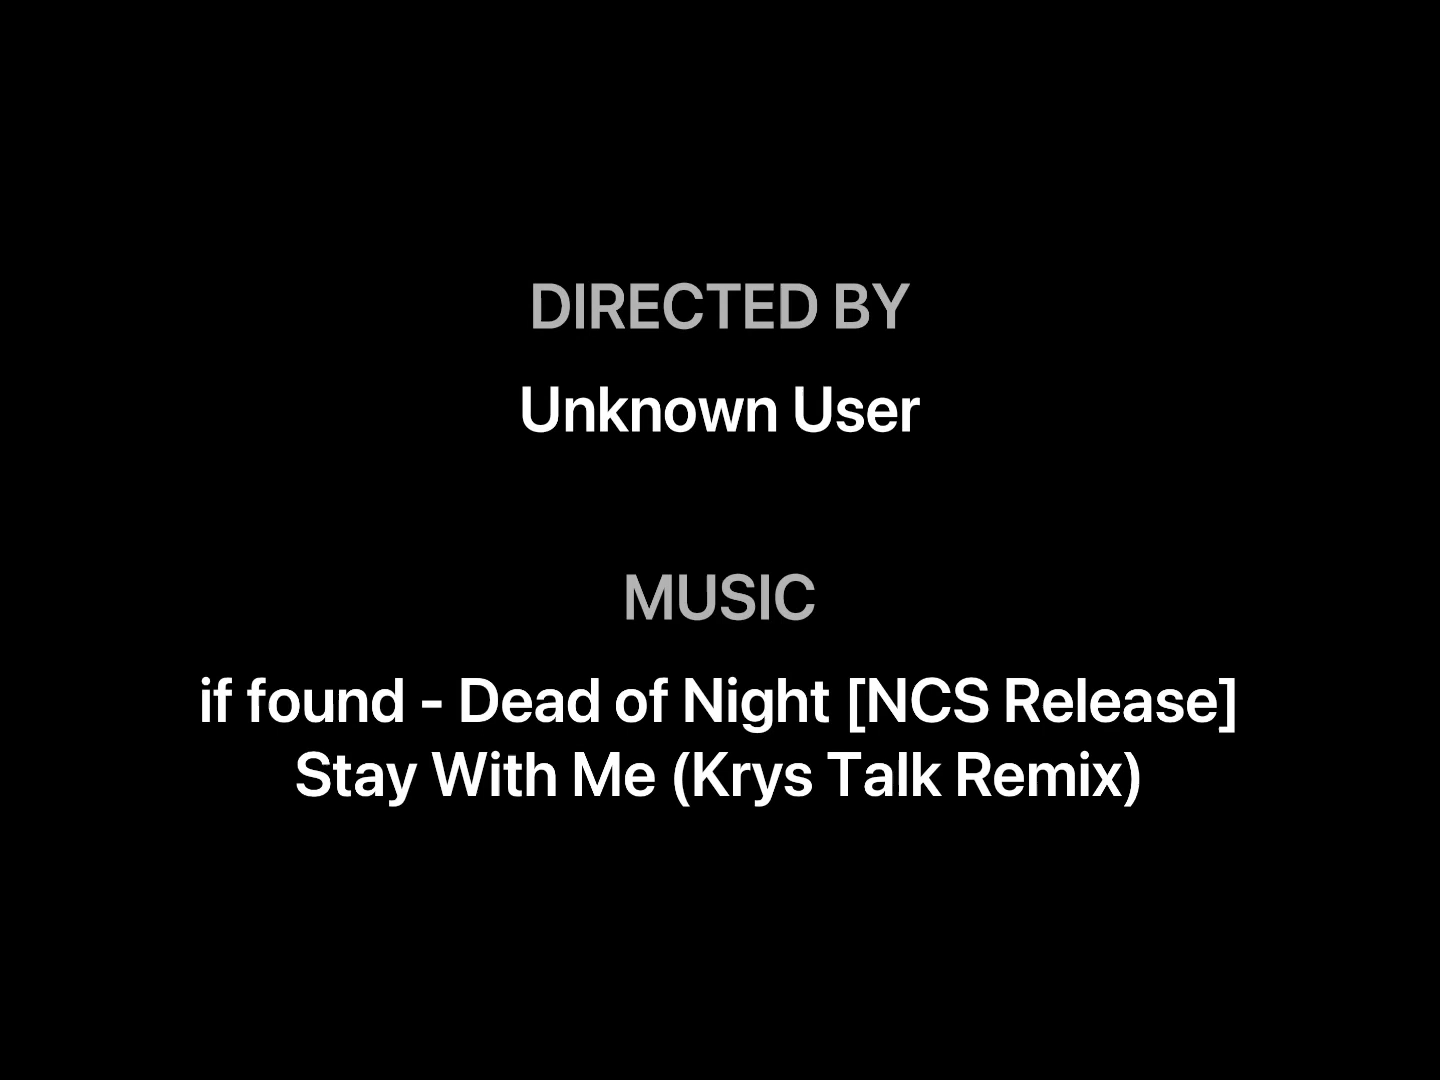 DIRECTED BY
Unknown User
MUSIC
if found - Dead of Night [NCS Release]
Stay With Me (Krys Talk Remix)